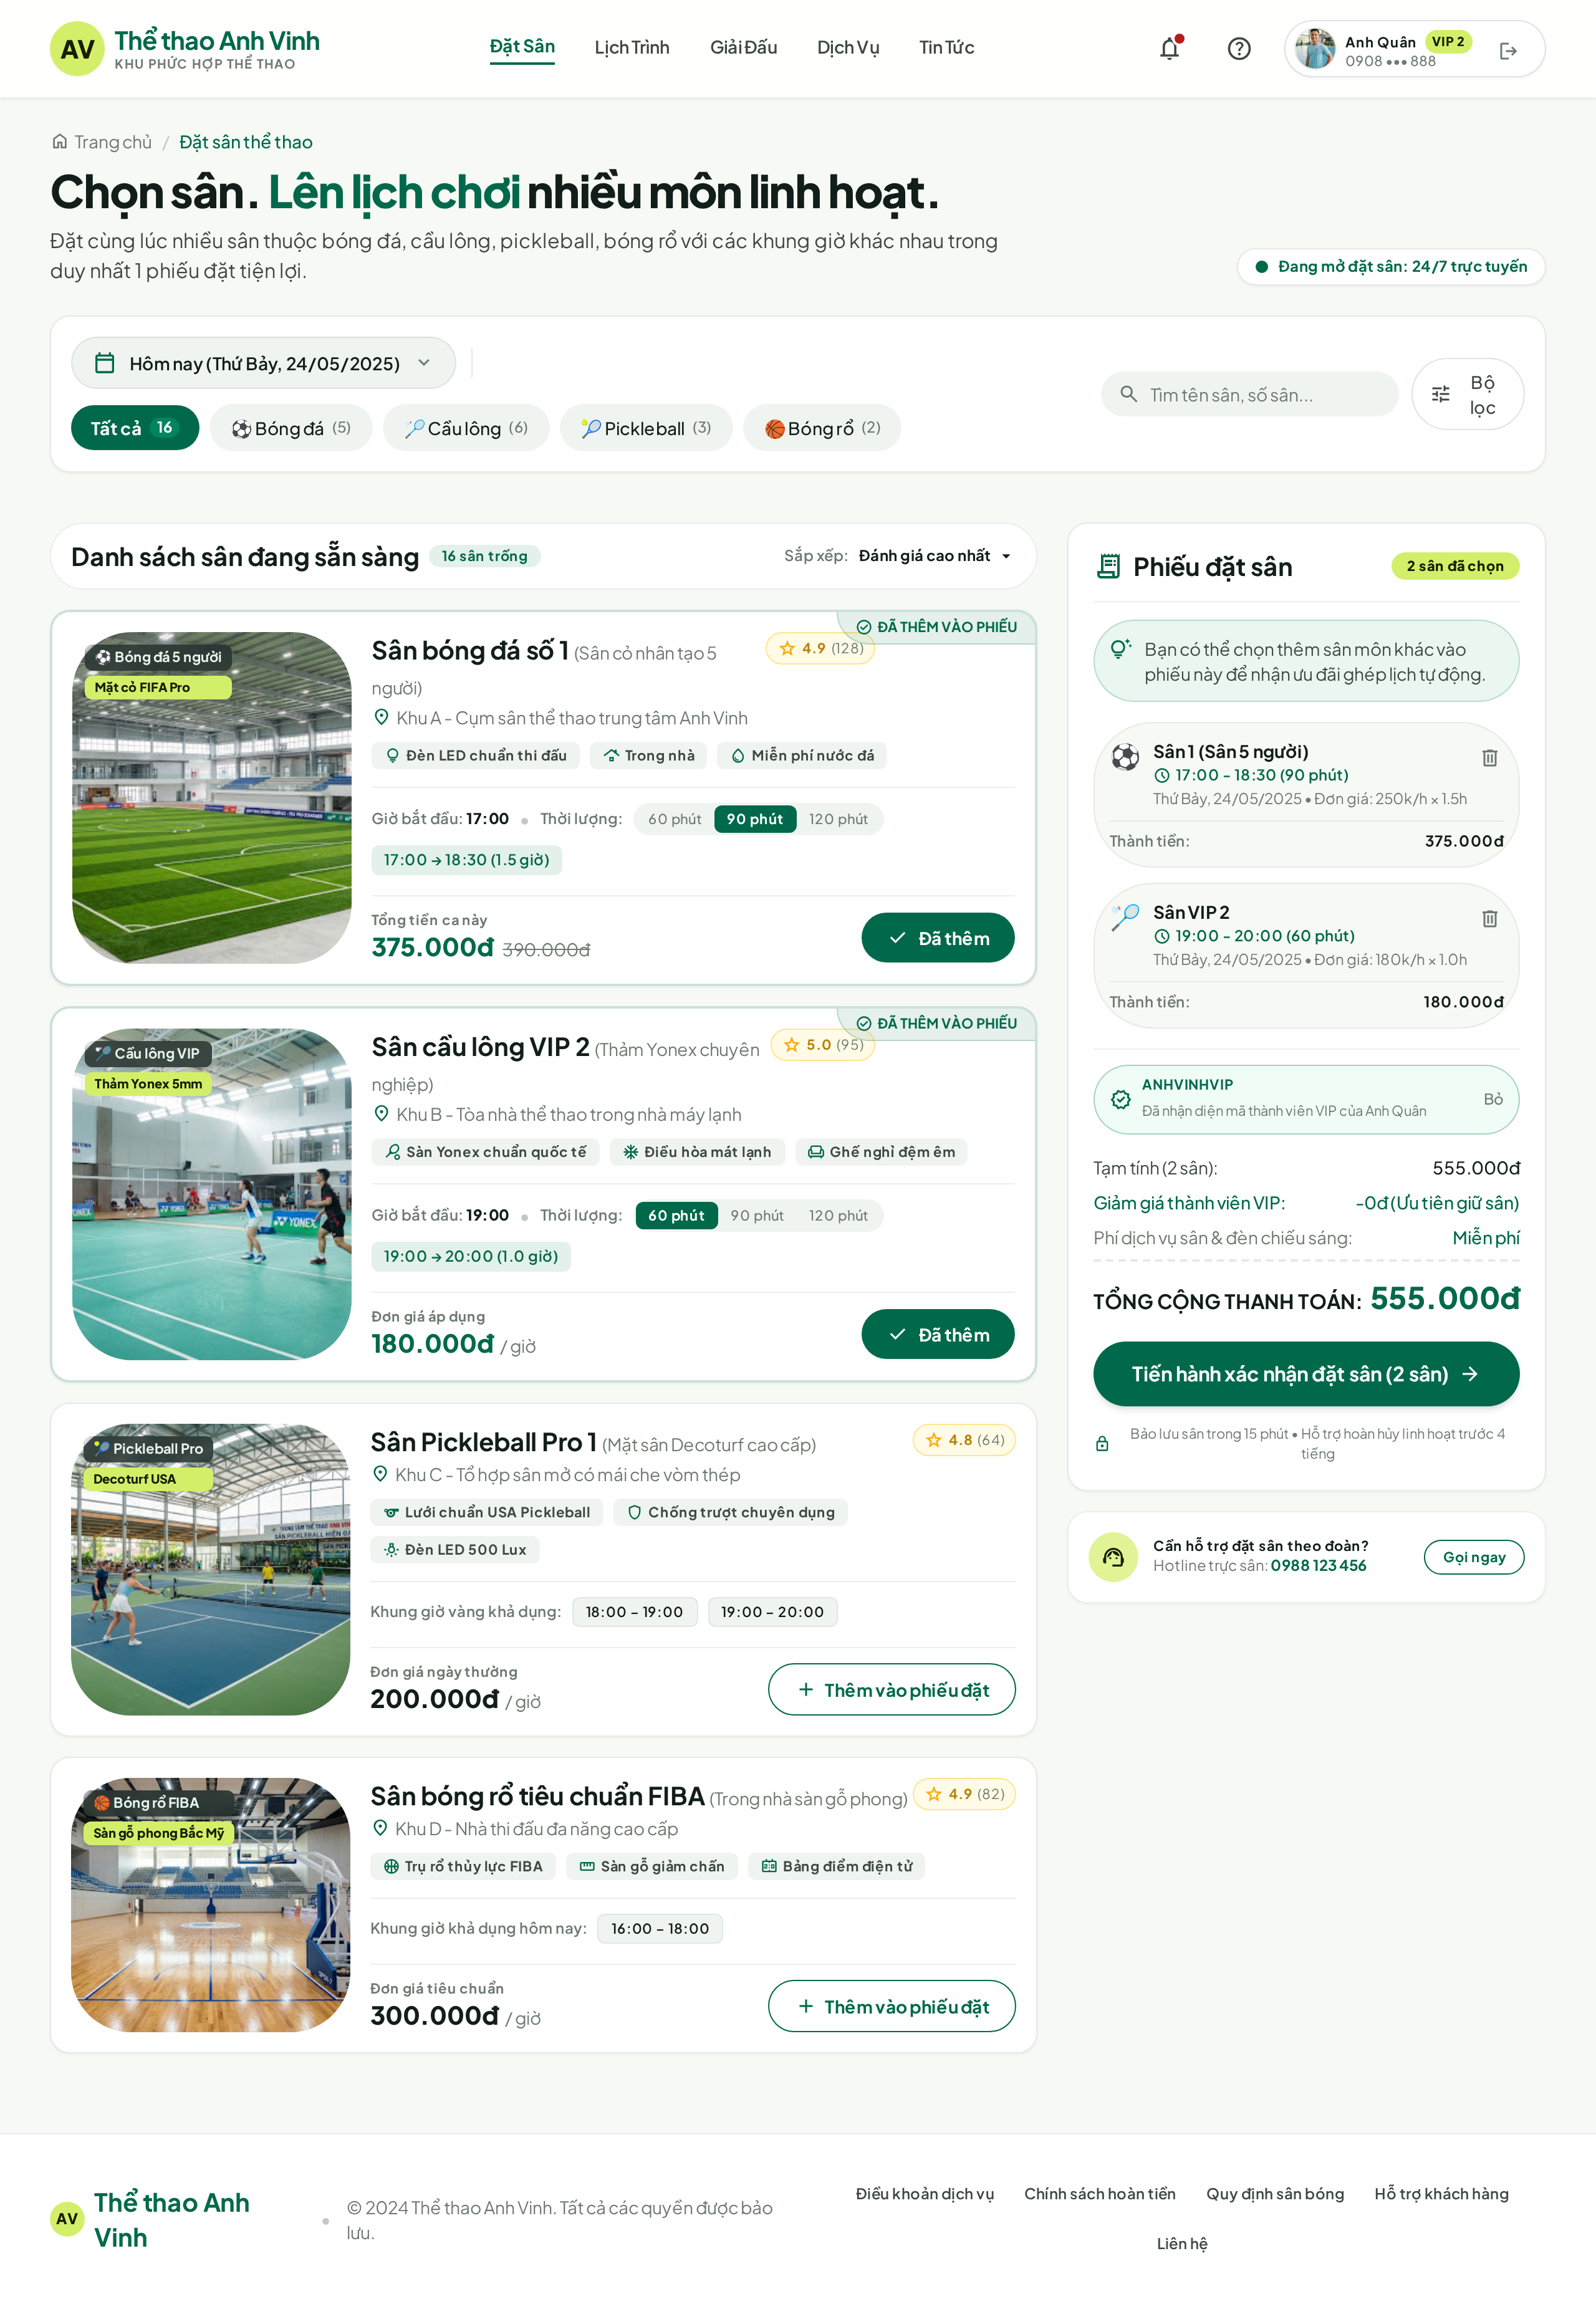 AV
Thể thao Anh Vinh
KHU PHỨC HỢP THỂ THAO
Đặt Sân
Lịch Trình
Giải Đấu
Dịch Vụ
Tin Tức
Anh Quân VIP 2
0908 ••• 888
Trang chủ / Đặt sân thể thao
Chọn sân. Lên lịch chơi nhiều môn linh hoạt.
Đặt cùng lúc nhiều sân thuộc bóng đá, cầu lông, pickleball, bóng rổ với các khung giờ khác nhau trong
duy nhất 1 phiếu đặt tiện lợi.
Đang mở đặt sân: 24/7 trực tuyến
Hôm nay (Thứ Bảy, 24/05/2025)
Tất cả 16
Bóng đá (5)
Cầu lông (6)
Pickleball (3)
Bóng rổ (2)
Tìm tên sân, số sân...
Bộ
lọc
Danh sách sân đang sẵn sàng
16 sân trống
Sắp xếp: Đánh giá cao nhất
ĐÃ THÊM VÀO PHIẾU
Bóng đá 5 người
Mặt cỏ FIFA Pro
Sân bóng đá số 1 (Sân cỏ nhân tạo 5
người)
4.9 (128)
Khu A - Cụm sân thể thao trung tâm Anh Vinh
Đèn LED chuẩn thi đấu
Trong nhà
Miễn phí nước đá
Giờ bắt đầu: 17:00 • Thời lượng: 60 phút 90 phút 120 phút
17:00 → 18:30 (1.5 giờ)
Tổng tiền ca này
375.000đ 390.000đ
Đã thêm
ĐÃ THÊM VÀO PHIẾU
Cầu lông VIP
Thảm Yonex 5mm
YONEX
YONEX
Sân cầu lông VIP 2 (Thảm Yonex chuyên
nghiệp)
5.0 (95)
Khu B - Tòa nhà thể thao trong nhà máy lạnh
Sàn Yonex chuẩn quốc tế
Điều hòa mát lạnh
Ghế nghỉ đệm êm
Giờ bắt đầu: 19:00 • Thời lượng: 60 phút 90 phút 120 phút
19:00 → 20:00 (1.0 giờ)
Đơn giá áp dụng
180.000đ / giờ
Đã thêm
Pickleball Pro
Decoturf USA
Sân Pickleball Pro 1 (Mặt sân Decoturf cao cấp)
4.8 (64)
Khu C - Tổ hợp sân mở có mái che vòm thép
Lưới chuẩn USA Pickleball
Chống trượt chuyên dụng
Đèn LED 500 Lux
Khung giờ vàng khả dụng: 18:00 – 19:00 19:00 – 20:00
Đơn giá ngày thường
200.000đ / giờ
Thêm vào phiếu đặt
Bóng rổ FIBA
Sàn gỗ phong Bắc Mỹ
Sân bóng rổ tiêu chuẩn FIBA (Trong nhà sàn gỗ phong)
4.9 (82)
Khu D - Nhà thi đấu đa năng cao cấp
Trụ rổ thủy lực FIBA
Sàn gỗ giảm chấn
Bảng điểm điện tử
Khung giờ khả dụng hôm nay: 16:00 – 18:00
Đơn giá tiêu chuẩn
300.000đ / giờ
Thêm vào phiếu đặt
Phiếu đặt sân
2 sân đã chọn
Bạn có thể chọn thêm sân môn khác vào
phiếu này để nhận ưu đãi ghép lịch tự động.
Sân 1 (Sân 5 người)
17:00 - 18:30 (90 phút)
Thứ Bảy, 24/05/2025 • Đơn giá: 250k/h × 1.5h
Thành tiền: 375.000đ
Sân VIP 2
19:00 - 20:00 (60 phút)
Thứ Bảy, 24/05/2025 • Đơn giá: 180k/h × 1.0h
Thành tiền: 180.000đ
ANHVINHVIP
Đã nhận diện mã thành viên VIP của Anh Quân
Bỏ
Tạm tính (2 sân): 555.000đ
Giảm giá thành viên VIP: -0đ (Ưu tiên giữ sân)
Phí dịch vụ sân & đèn chiếu sáng: Miễn phí
TỔNG CỘNG THANH TOÁN: 555.000đ
Tiến hành xác nhận đặt sân (2 sân)
Bảo lưu sân trong 15 phút • Hỗ trợ hoàn hủy linh hoạt trước 4
tiếng
Cần hỗ trợ đặt sân theo đoàn?
Hotline trực sân: 0988 123 456
Gọi ngay
AV
Thể thao Anh
Vinh
• © 2024 Thể thao Anh Vinh. Tất cả các quyền được bảo
lưu.
Điều khoản dịch vụ
Chính sách hoàn tiền
Quy định sân bóng
Hỗ trợ khách hàng
Liên hệ